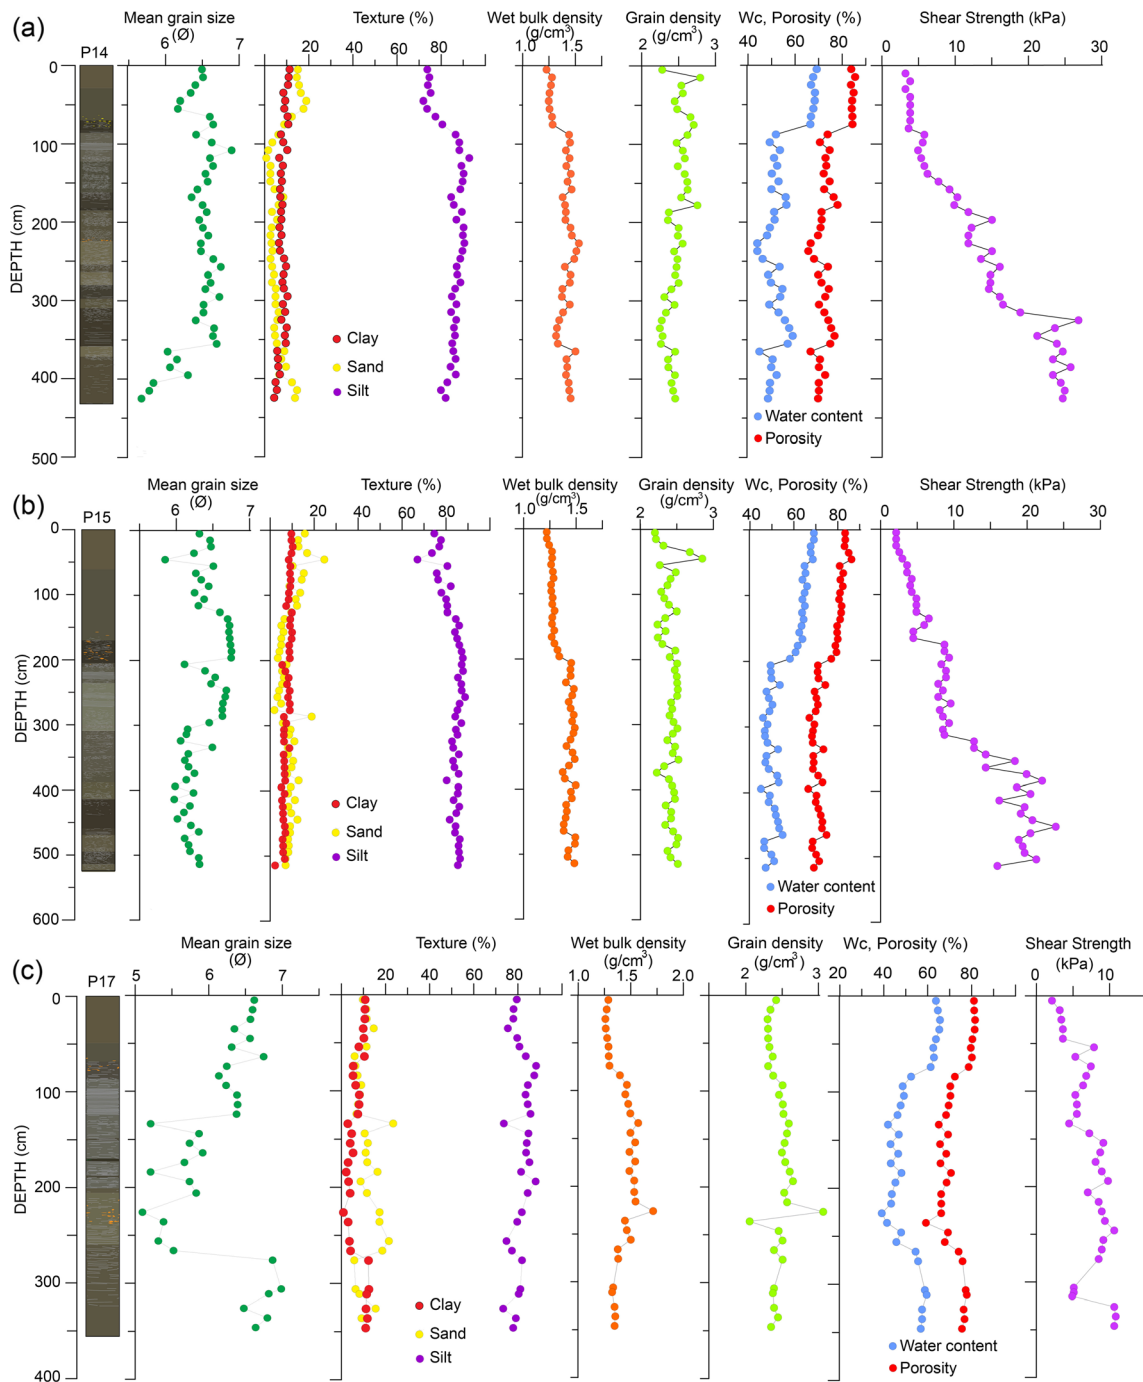 (a)
Mean grain size
(Ø)
Texture (%)
Wet bulk density
(g/cm³)
Grain density
(g/cm³)
Wc, Porosity (%)
Shear Strength (kPa)
P14
6 7
20 40 60 80
1.0 1.5
2 3
40 60 80
0 10 20 30
DEPTH (cm)
0
100
200
300
400
500
Clay
Sand
Silt
Water content
Porosity
(b)
Mean grain size
(Ø)
Texture (%)
Wet bulk density
(g/cm³)
Grain density
(g/cm³)
Wc, Porosity (%)
Shear Strength (kPa)
P15
6 7
20 40 60 80
1.0 1.5
2 3
40 60 80
0 10 20 30
DEPTH (cm)
0
100
200
300
400
500
600
Clay
Sand
Silt
Water content
Porosity
(c)
Mean grain size
(Ø)
Texture (%)
Wet bulk density
(g/cm³)
Grain density
(g/cm³)
Wc, Porosity (%)
Shear Strength
(kPa)
P17
5 6 7
0 20 40 60 80
1.0 1.5 2.0
2 3
20 40 60 80
0 10
DEPTH (cm)
0
100
200
300
400
Clay
Sand
Silt
Water content
Porosity